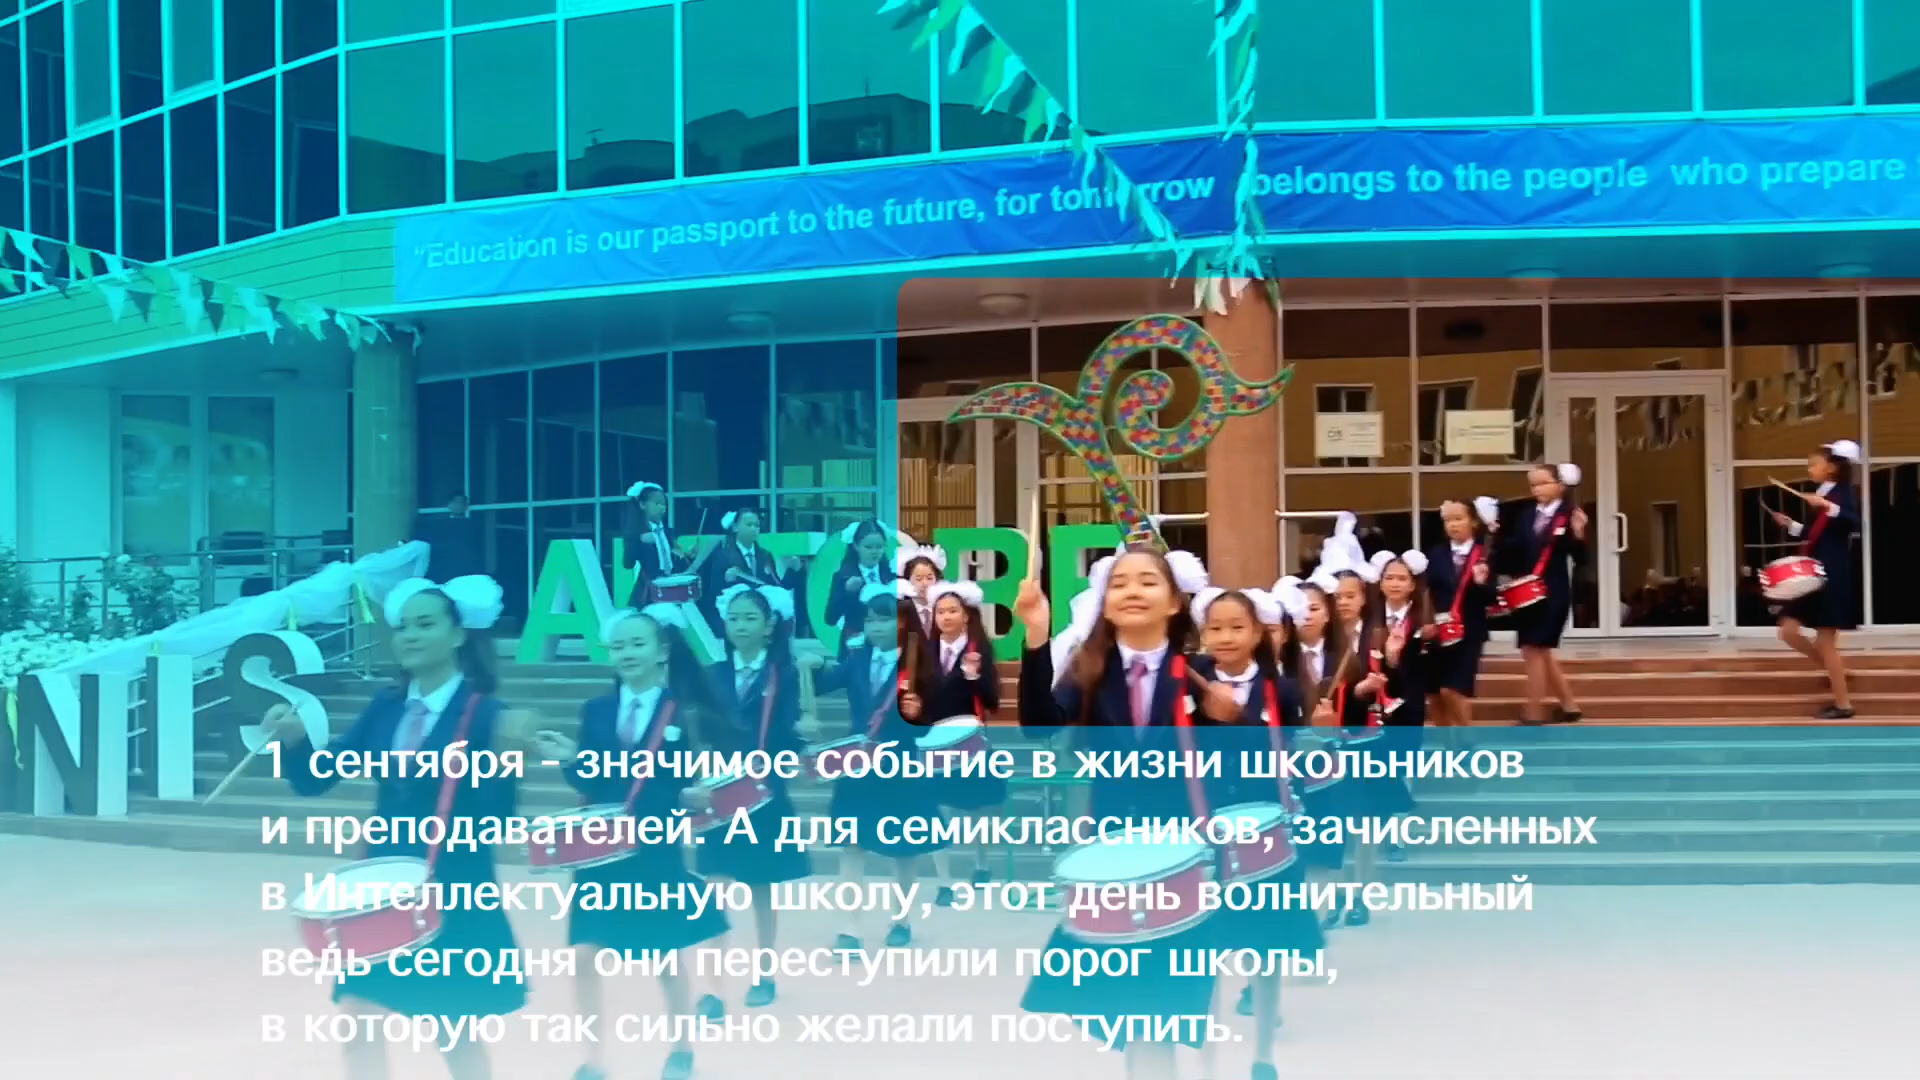 “Education is our passport to the future, for tomorrow belongs to the people who prepare
NIS
1 сентября - значимое событие в жизни школьников
и преподавателей. А для семиклассников, зачисленных
в Интеллектуальную школу, этот день волнительный
ведь сегодня они переступили порог школы,
в которую так сильно желали поступить.